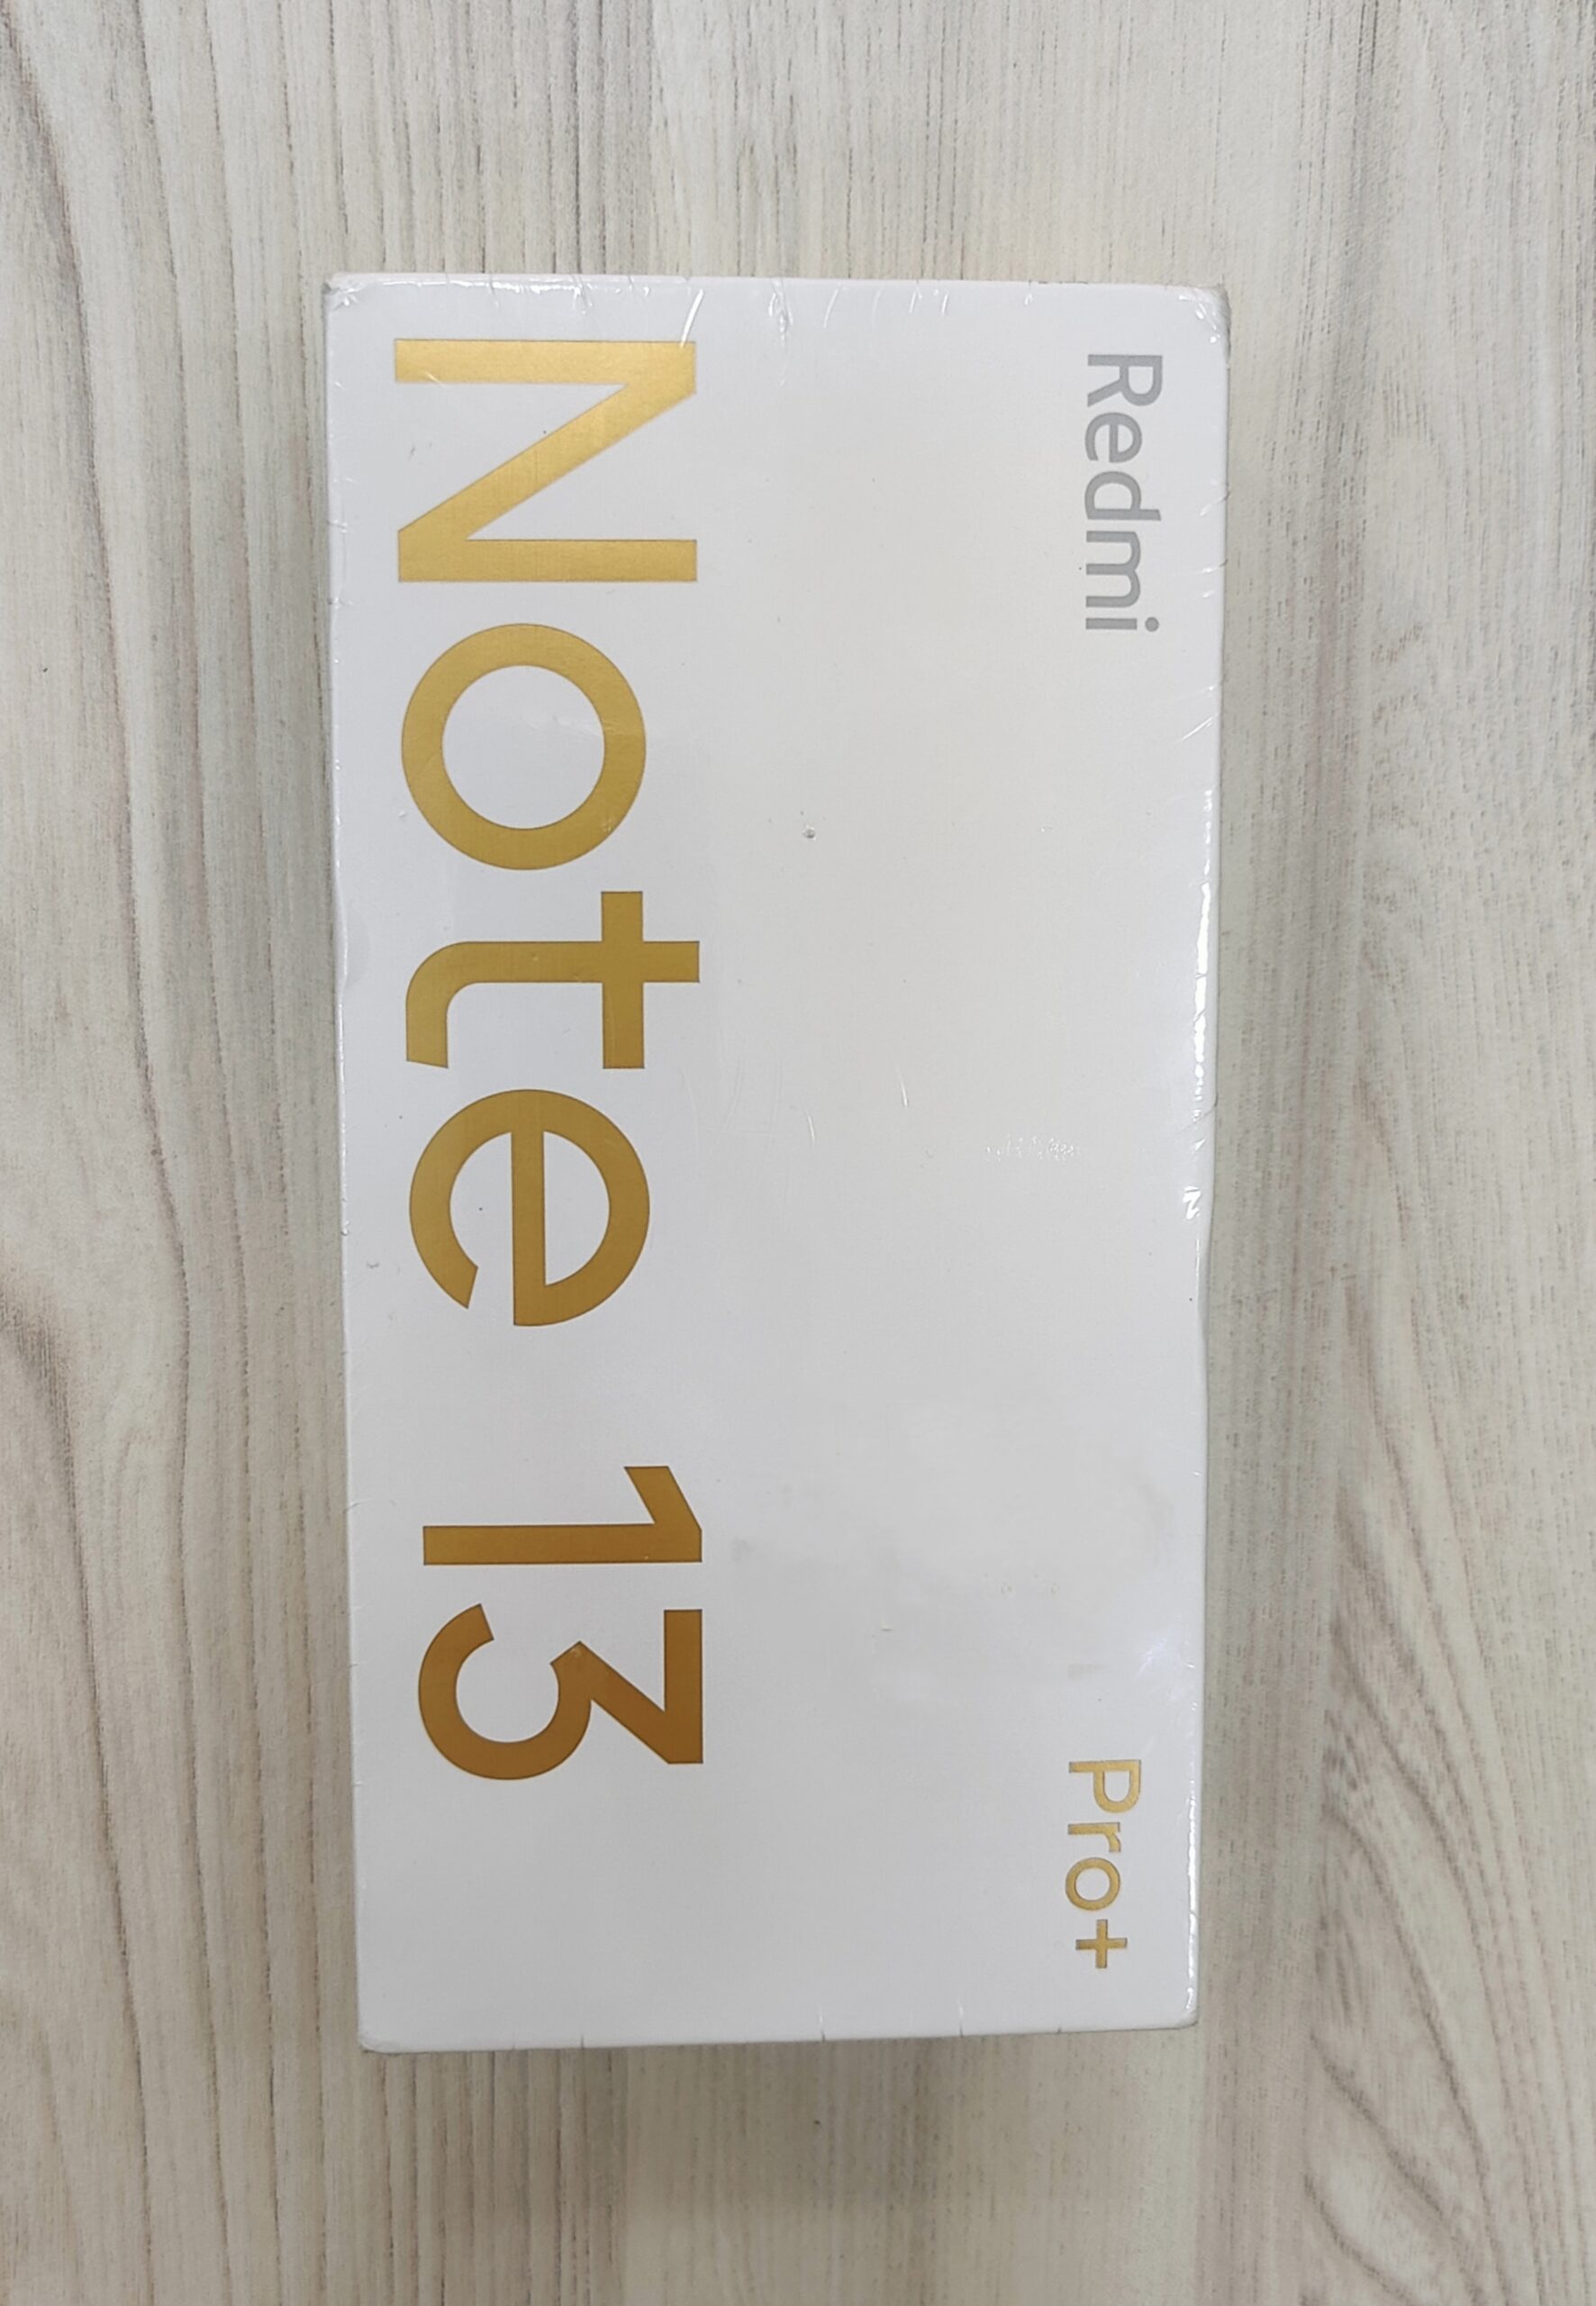 Redmi
Pro+
Note 13